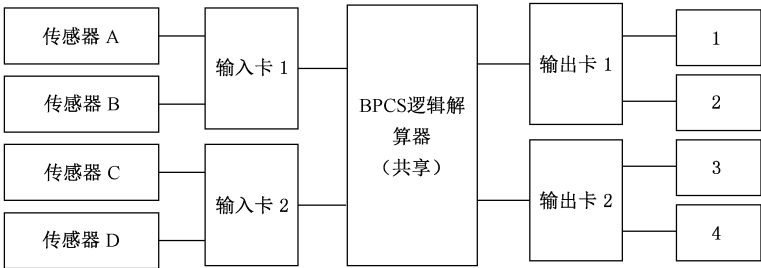 传感器 A
传感器 B
传感器 C
传感器 D
输入卡 1
输入卡 2
BPCS逻辑解
算器
（共享）
输出卡 1
输出卡 2
1
2
3
4